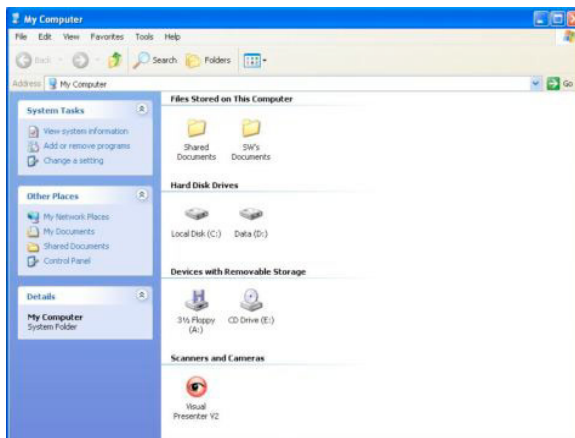 My Computer
File Edit View Favorites Tools Help
Back Search Folders
Address My Computer Go
System Tasks
View system information
Add or remove programs
Change a setting
Other Places
My Network Places
My Documents
Shared Documents
Control Panel
Details
My Computer
System Folder
Files Stored on This Computer
Shared Documents
SW's Documents
Hard Disk Drives
Local Disk (C:) Data (D:)
Devices with Removable Storage
3½ Floppy (A:)
CD Drive (E:)
Scanners and Cameras
Visual
Presenter V2